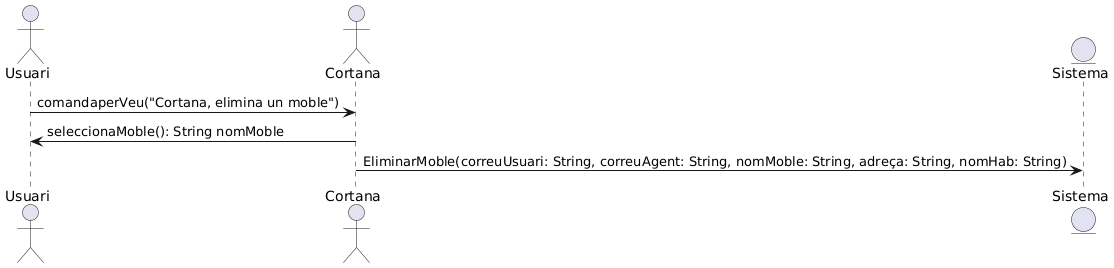 Usuari
Cortana
Sistema
comandaperVeu("Cortana, elimina un moble")
seleccionaMoble(): String nomMoble
EliminarMoble(correuUsuari: String, correuAgent: String, nomMoble: String, adreça: String, nomHab: String)
Usuari
Cortana
Sistema